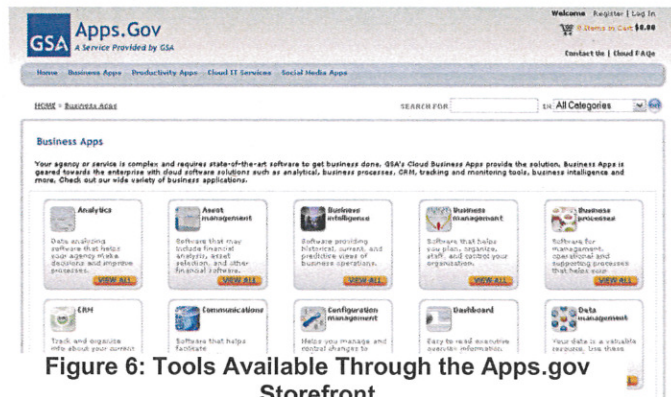 Welcome Register | Log In
GSA Apps.Gov
A Service Provided by GSA
0 Items in Cart $0.00
Contact Us | Cloud FAQs
Home Business Apps Productivity Apps Cloud IT Services Social Media Apps
HOME > Business Apps
SEARCH FOR IN All Categories
Business Apps
Your agency or service is complex and requires state-of-the-art software to get business done. GSA's Cloud Business Apps provide the solution. Business Apps is
geared towards the enterprise with cloud software solutions such as analytical, business processes, CRM, tracking and monitoring tools, business intelligence and
more. Check out our wide variety of business applications.
Analytics
Data analyzing
software that helps
your agency make
decisions and improve
processes.
VIEW ALL
Asset
management
Software that may
include financial
analysis, asset
selection, and other
financial software.
VIEW ALL
Business
intelligence
Software providing
historical, current, and
predictive views of
business operations.
VIEW ALL
Business
management
Software that helps
you plan, organize,
staff, and control your
organization.
VIEW ALL
Business
processes
Software for
management,
operational and
supporting processes
that helps your
VIEW ALL
CRM
Track and organize
info about your current
Communications
Software that helps
facilitate
Configuration
management
Helps you manage and
control changes to
Dashboard
Easy to read executive
overview information.
Data
management
Your data is a valuable
resource. Use these
Figure 6: Tools Available Through the Apps.gov
Storefront